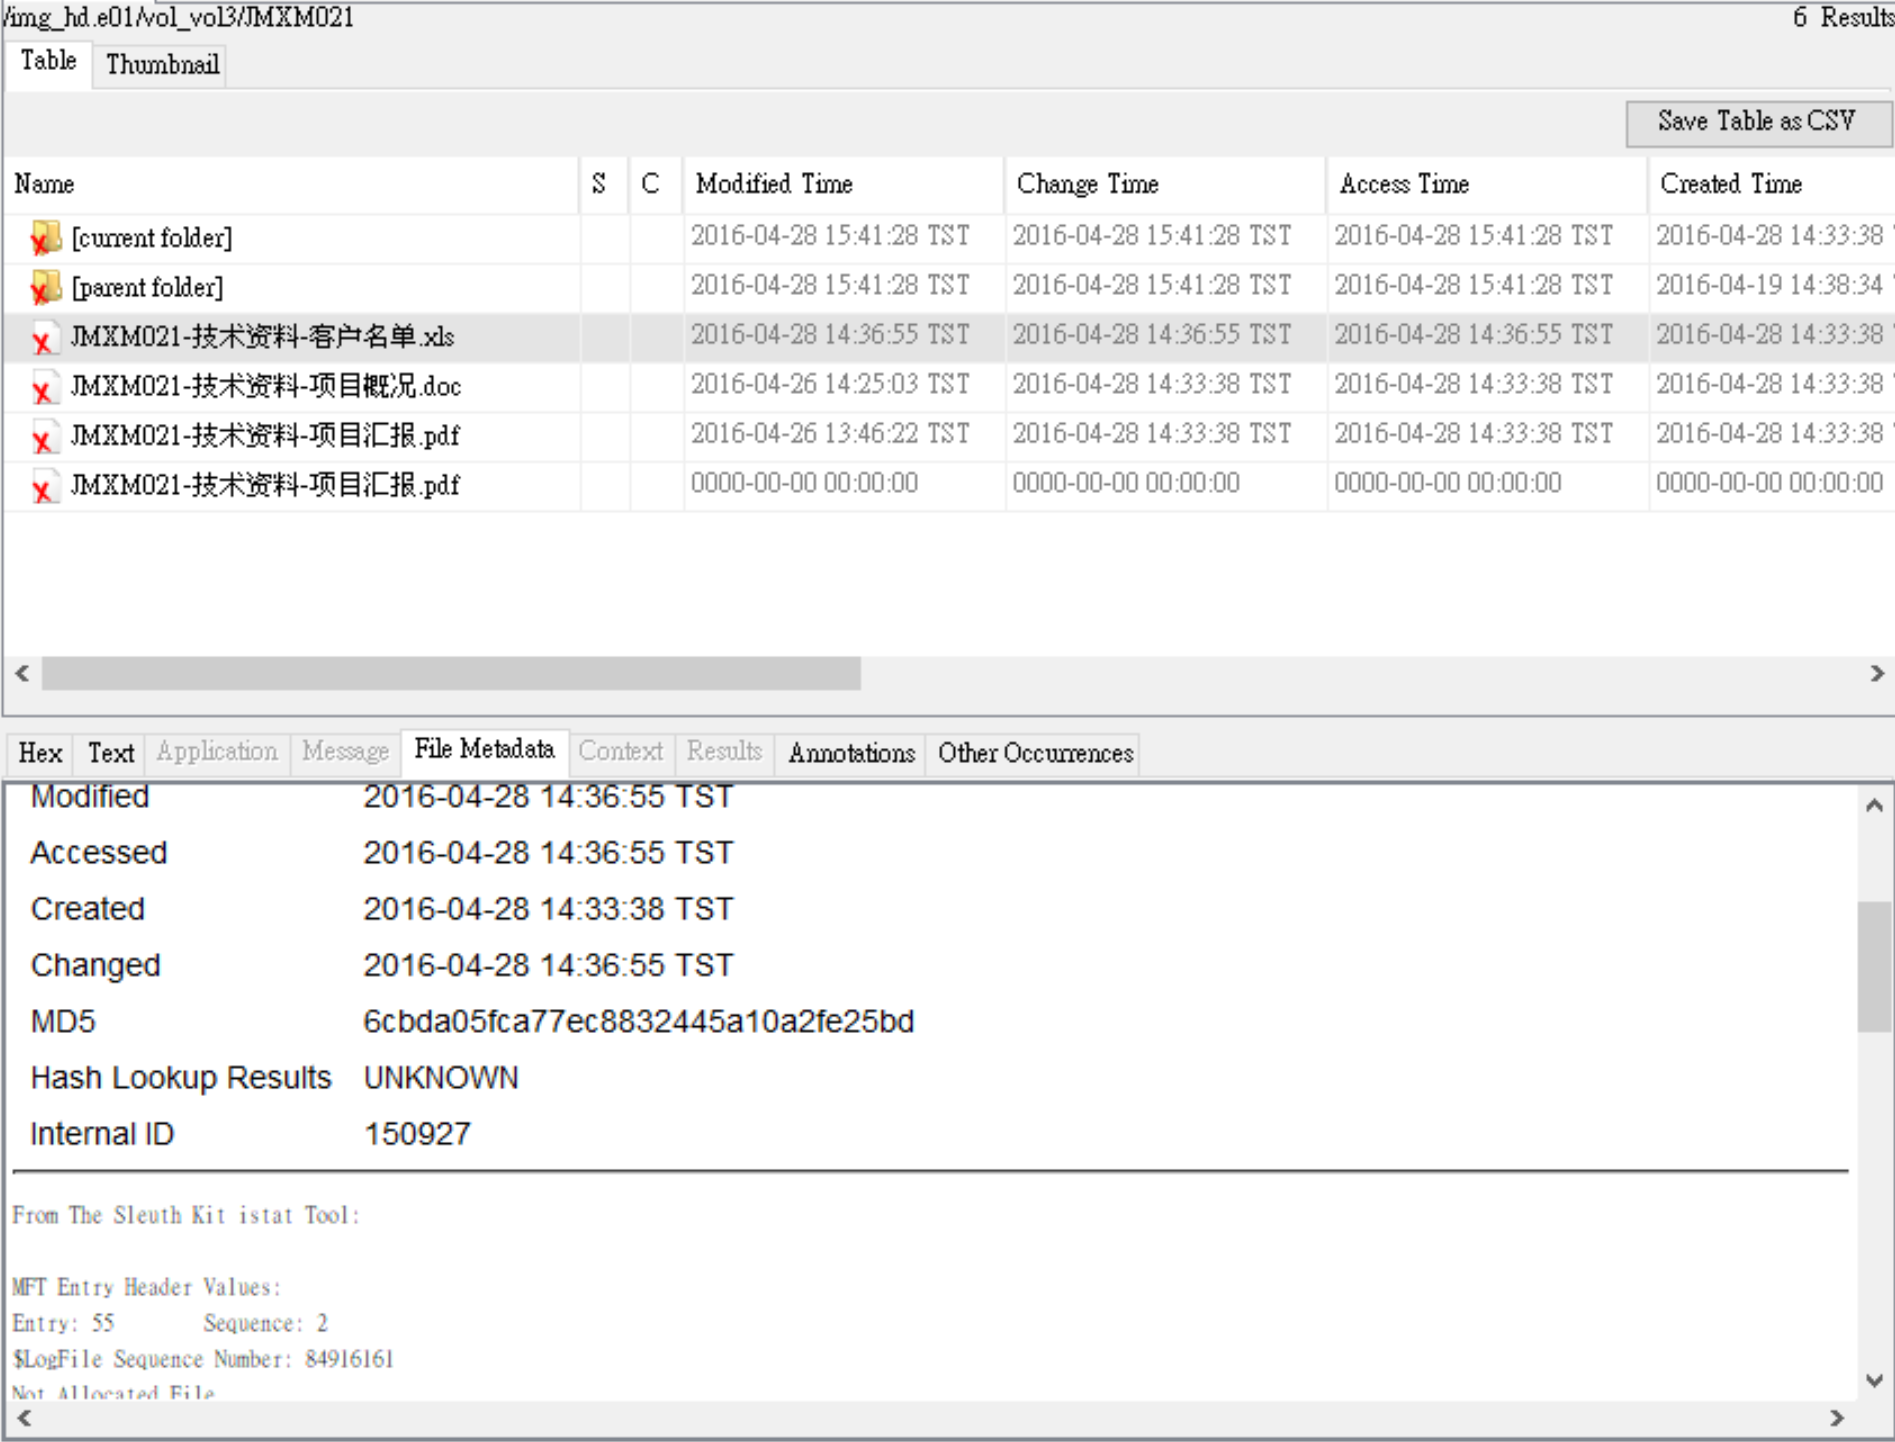 /img_hd.e01/vol_vol3/JMXM021 6 Results
Table Thumbnail
Save Table as CSV
Name S C Modified Time Change Time Access Time Created Time
[current folder] 2016-04-28 15:41:28 TST 2016-04-28 15:41:28 TST 2016-04-28 15:41:28 TST 2016-04-28 14:33:38
[parent folder] 2016-04-28 15:41:28 TST 2016-04-28 15:41:28 TST 2016-04-28 15:41:28 TST 2016-04-19 14:38:34
JMXM021-技术资料-客户名单.xls 2016-04-28 14:36:55 TST 2016-04-28 14:36:55 TST 2016-04-28 14:36:55 TST 2016-04-28 14:33:38
JMXM021-技术资料-项目概况.doc 2016-04-26 14:25:03 TST 2016-04-28 14:33:38 TST 2016-04-28 14:33:38 TST 2016-04-28 14:33:38
JMXM021-技术资料-项目汇报.pdf 2016-04-26 13:46:22 TST 2016-04-28 14:33:38 TST 2016-04-28 14:33:38 TST 2016-04-28 14:33:38
JMXM021-技术资料-项目汇报.pdf 0000-00-00 00:00:00 0000-00-00 00:00:00 0000-00-00 00:00:00 0000-00-00 00:00:00
Hex Text Application Message File Metadata Context Results Annotations Other Occurrences
Modified 2016-04-28 14:36:55 TST
Accessed 2016-04-28 14:36:55 TST
Created 2016-04-28 14:33:38 TST
Changed 2016-04-28 14:36:55 TST
MD5 6cbda05fca77ec8832445a10a2fe25bd
Hash Lookup Results UNKNOWN
Internal ID 150927
From The Sleuth Kit istat Tool:
MFT Entry Header Values:
Entry: 55 Sequence: 2
$LogFile Sequence Number: 84916161
Not Allocated File